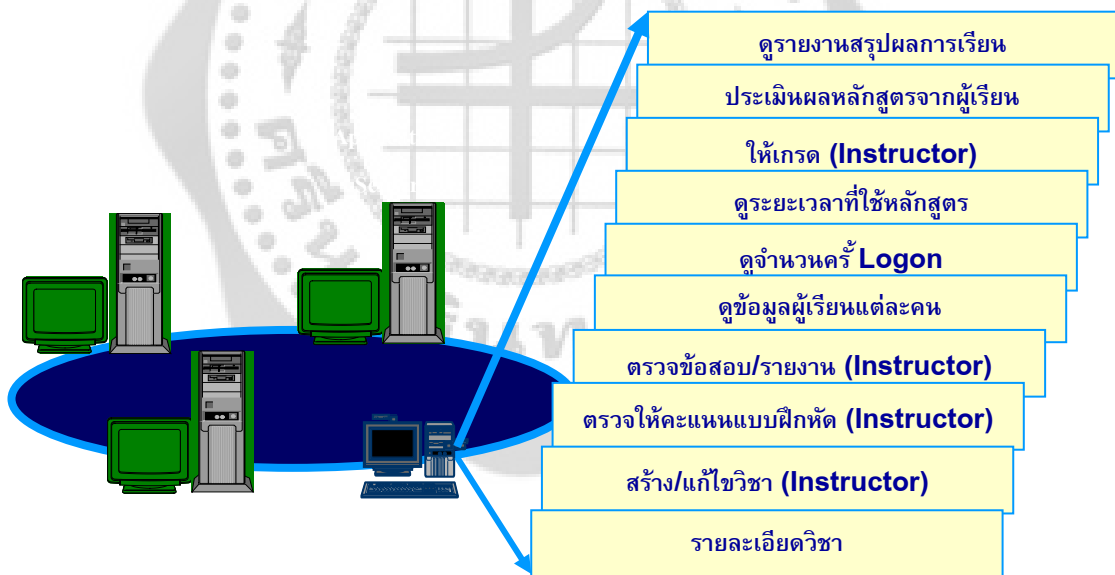 ดูรายงานสรุปผลการเรียน
ประเมินผลหลักสูตรจากผู้เรียน
ให้เกรด (Instructor)
ดูระยะเวลาที่ใช้หลักสูตร
ดูจำนวนครั้ Logon
ดูข้อมูลผู้เรียนแต่ละคน
ตรวจข้อสอบ/รายงาน (Instructor)
ตรวจให้คะแนนแบบฝึกหัด (Instructor)
สร้าง/แก้ไขวิชา (Instructor)
รายละเอียดวิชา